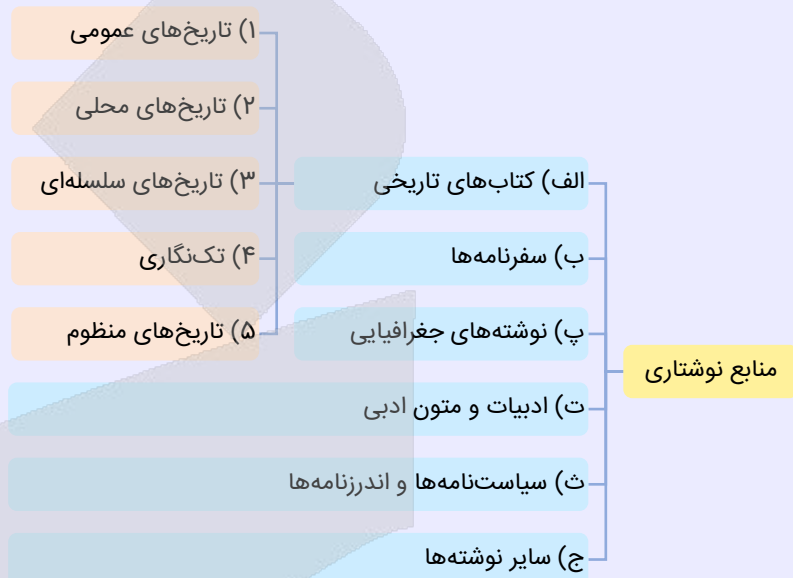 منابع نوشتاری
الف) کتاب‌های تاریخی
۱) تاریخ‌های عمومی
۲) تاریخ‌های محلی
۳) تاریخ‌های سلسله‌ای
۴) تک‌نگاری
۵) تاریخ‌های منظوم
ب) سفرنامه‌ها
پ) نوشته‌های جغرافیایی
ت) ادبیات و متون ادبی
ث) سیاست‌نامه‌ها و اندرزنامه‌ها
ج) سایر نوشته‌ها